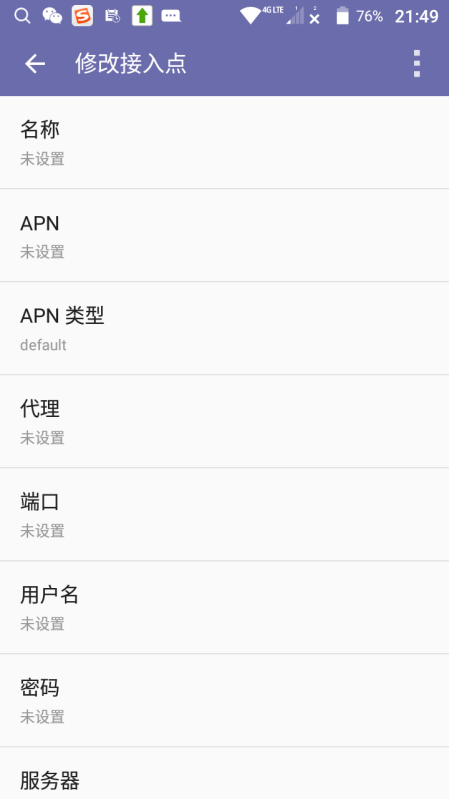 4G LTE 1 2 76% 21:49
修改接入点
名称
未设置
APN
未设置
APN 类型
default
代理
未设置
端口
未设置
用户名
未设置
密码
未设置
服务器